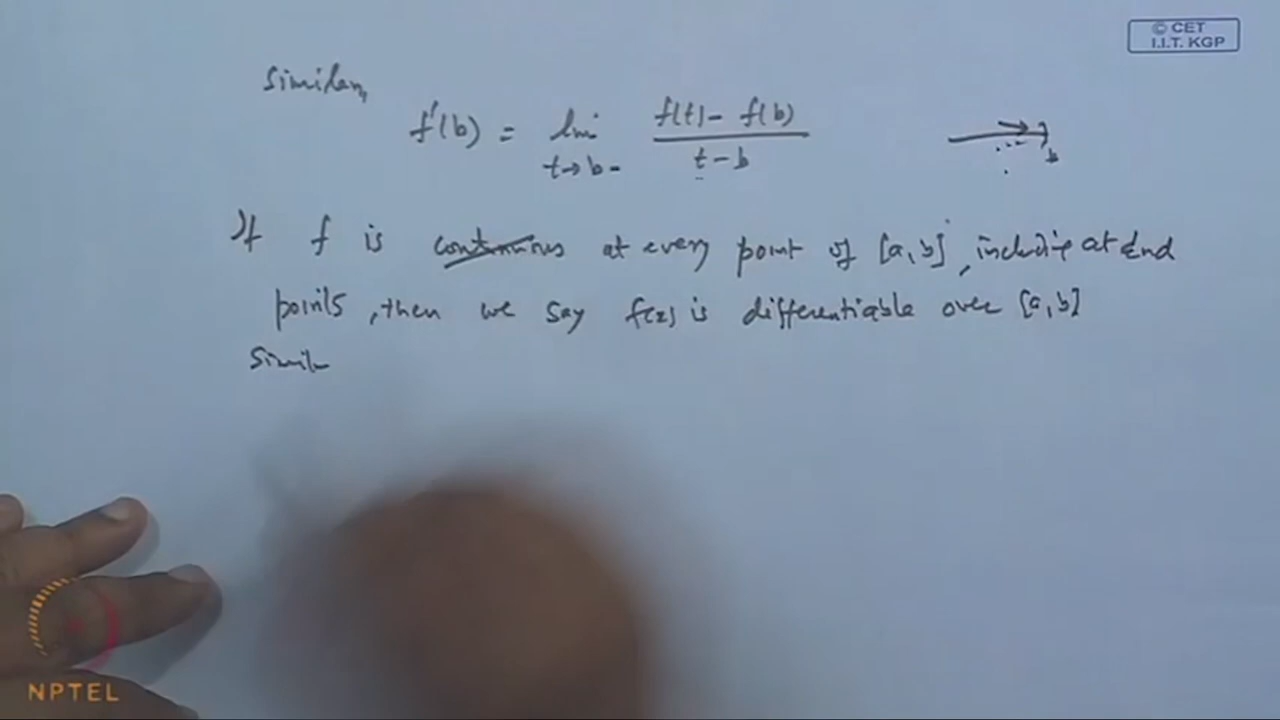 © CET
I.I.T. KGP
Similarly
f'(b) = lim t→b- f(t) - f(b) / t - b
b
If f is continuous at every point of [a, b], including at End
points, then we say f(x) is differentiable over [a, b]
Simil
NPTEL